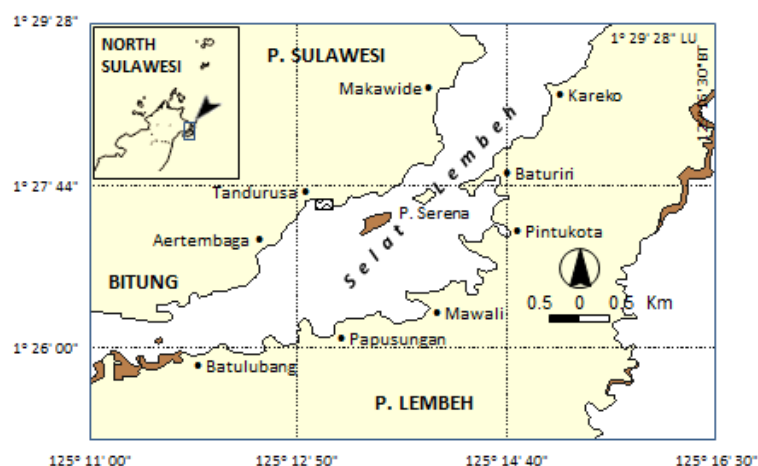 1° 29' 28"
NORTH
SULAWESI
P. SULAWESI
1° 29' 28" LU
Makawide
Kareko
Selat Lembeh
1° 27' 44"
Tandurusa
Baturiri
P. Serena
Aertembaga
Pintukota
BITUNG
0.5 0 0.5 Km
Mawali
1° 26' 00"
Papusungan
Batulubang
P. LEMBEH
125° 11' 00"
125° 12' 50"
125° 14' 40"
125° 16' 30"